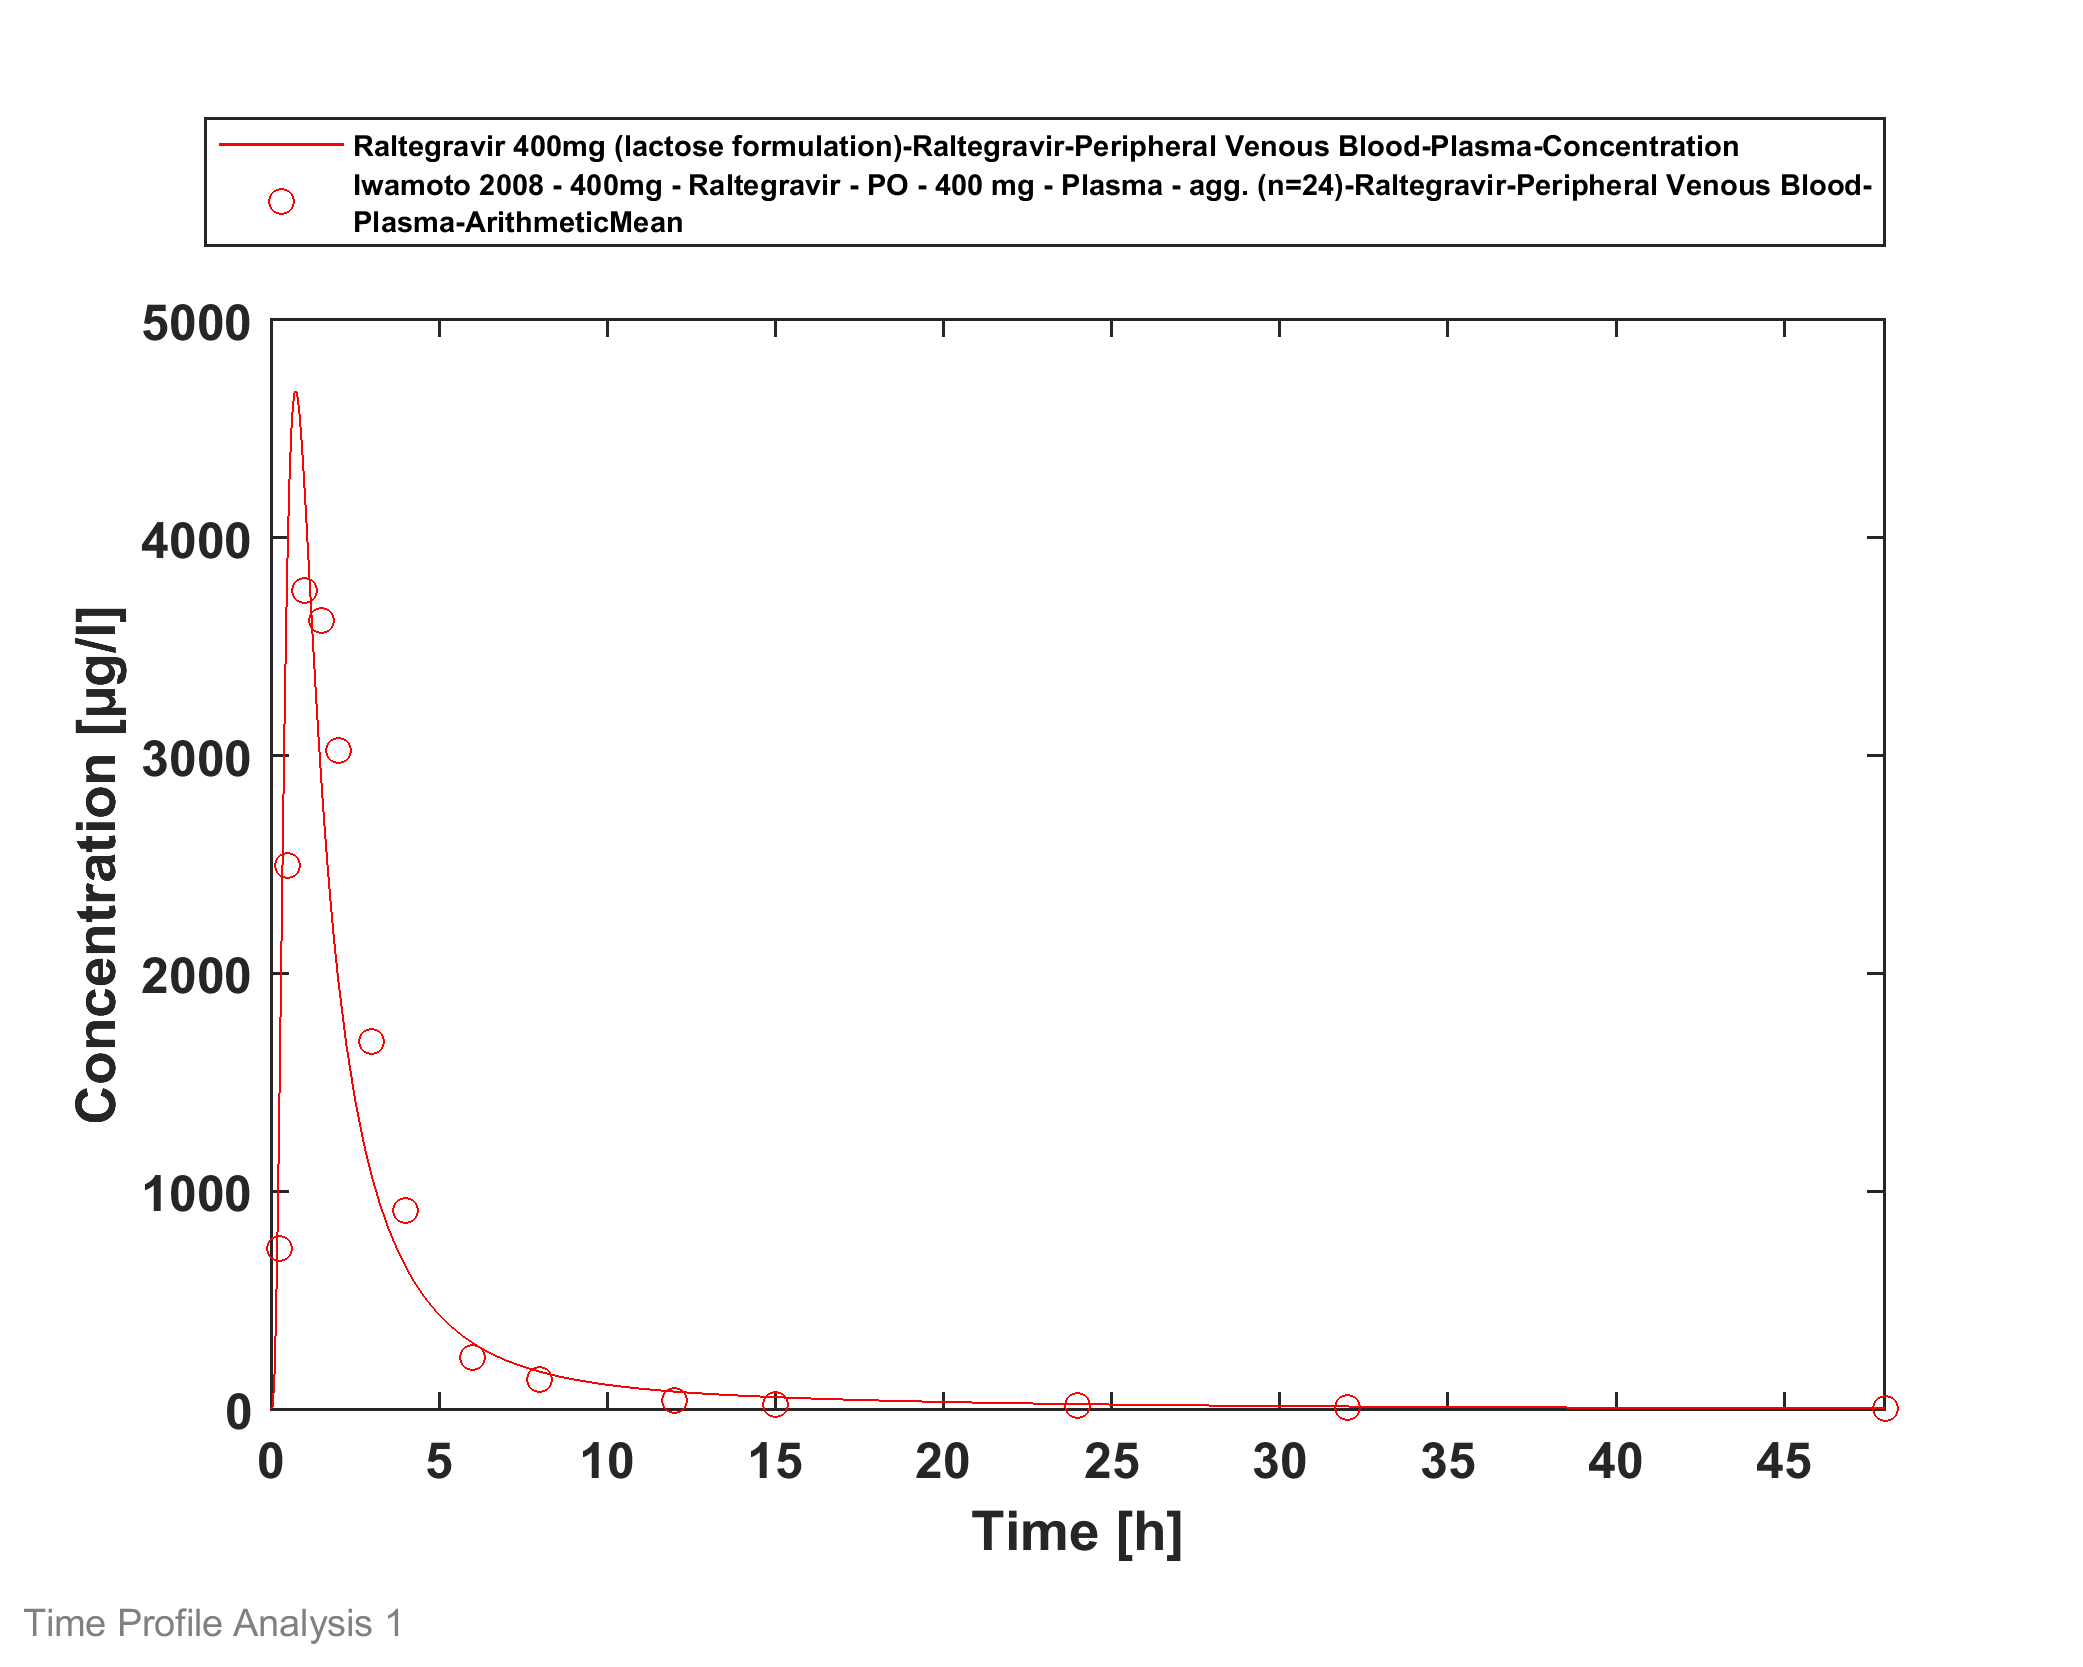 Raltegravir 400mg (lactose formulation)-Raltegravir-Peripheral Venous Blood-Plasma-Concentration
Iwamoto 2008 - 400mg - Raltegravir - PO - 400 mg - Plasma - agg. (n=24)-Raltegravir-Peripheral Venous Blood-
Plasma-ArithmeticMean
5000
4000
3000
2000
1000
0
Concentration [µg/l]
0 5 10 15 20 25 30 35 40 45
Time [h]
Time Profile Analysis 1